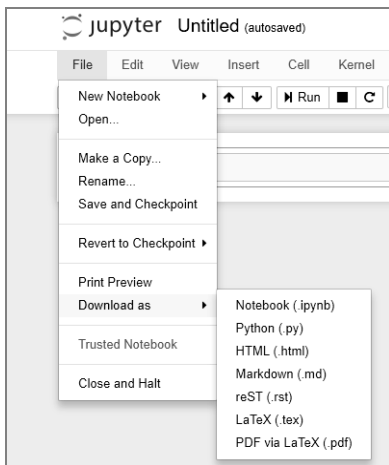 jupyter Untitled (autosaved)
File Edit View Insert Cell Kernel
New Notebook
Run
Open...
Make a Copy...
Rename...
Save and Checkpoint
Revert to Checkpoint
Print Preview
Download as
Trusted Notebook
Close and Halt
Notebook (.ipynb)
Python (.py)
HTML (.html)
Markdown (.md)
reST (.rst)
LaTeX (.tex)
PDF via LaTeX (.pdf)